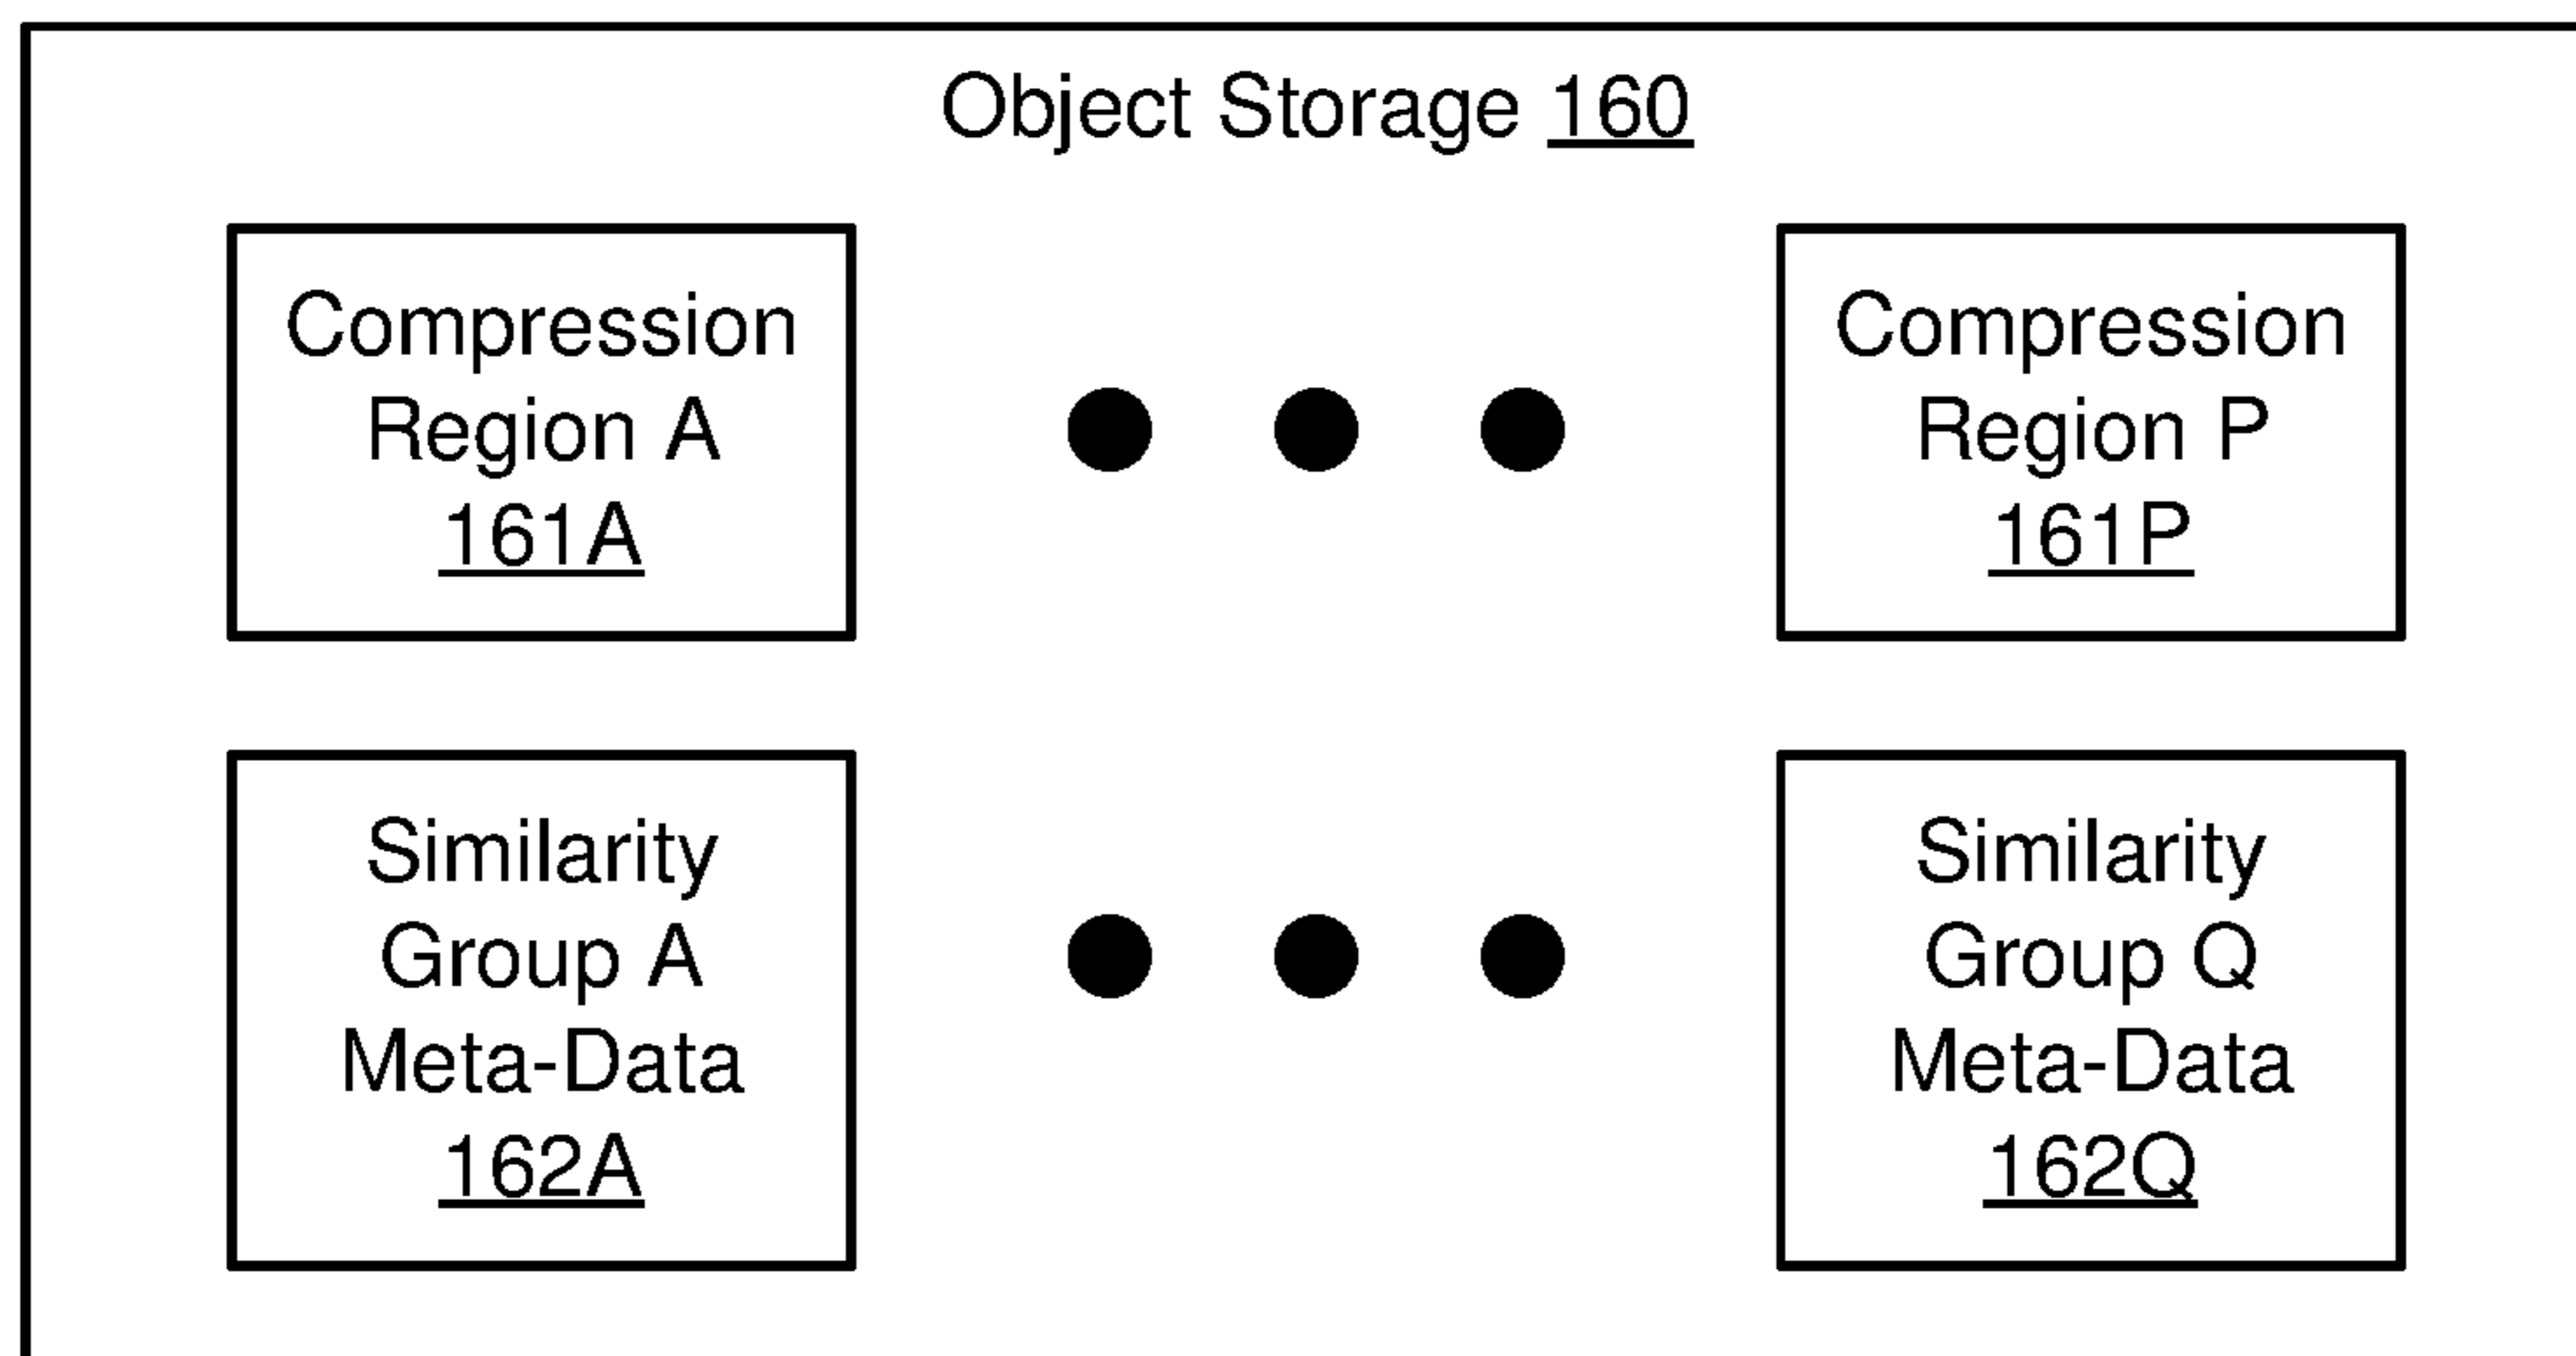 Object Storage 160
Compression
Region A
161A
Compression
Region P
161P
Similarity
Group A
Meta-Data
162A
Similarity
Group Q
Meta-Data
162Q